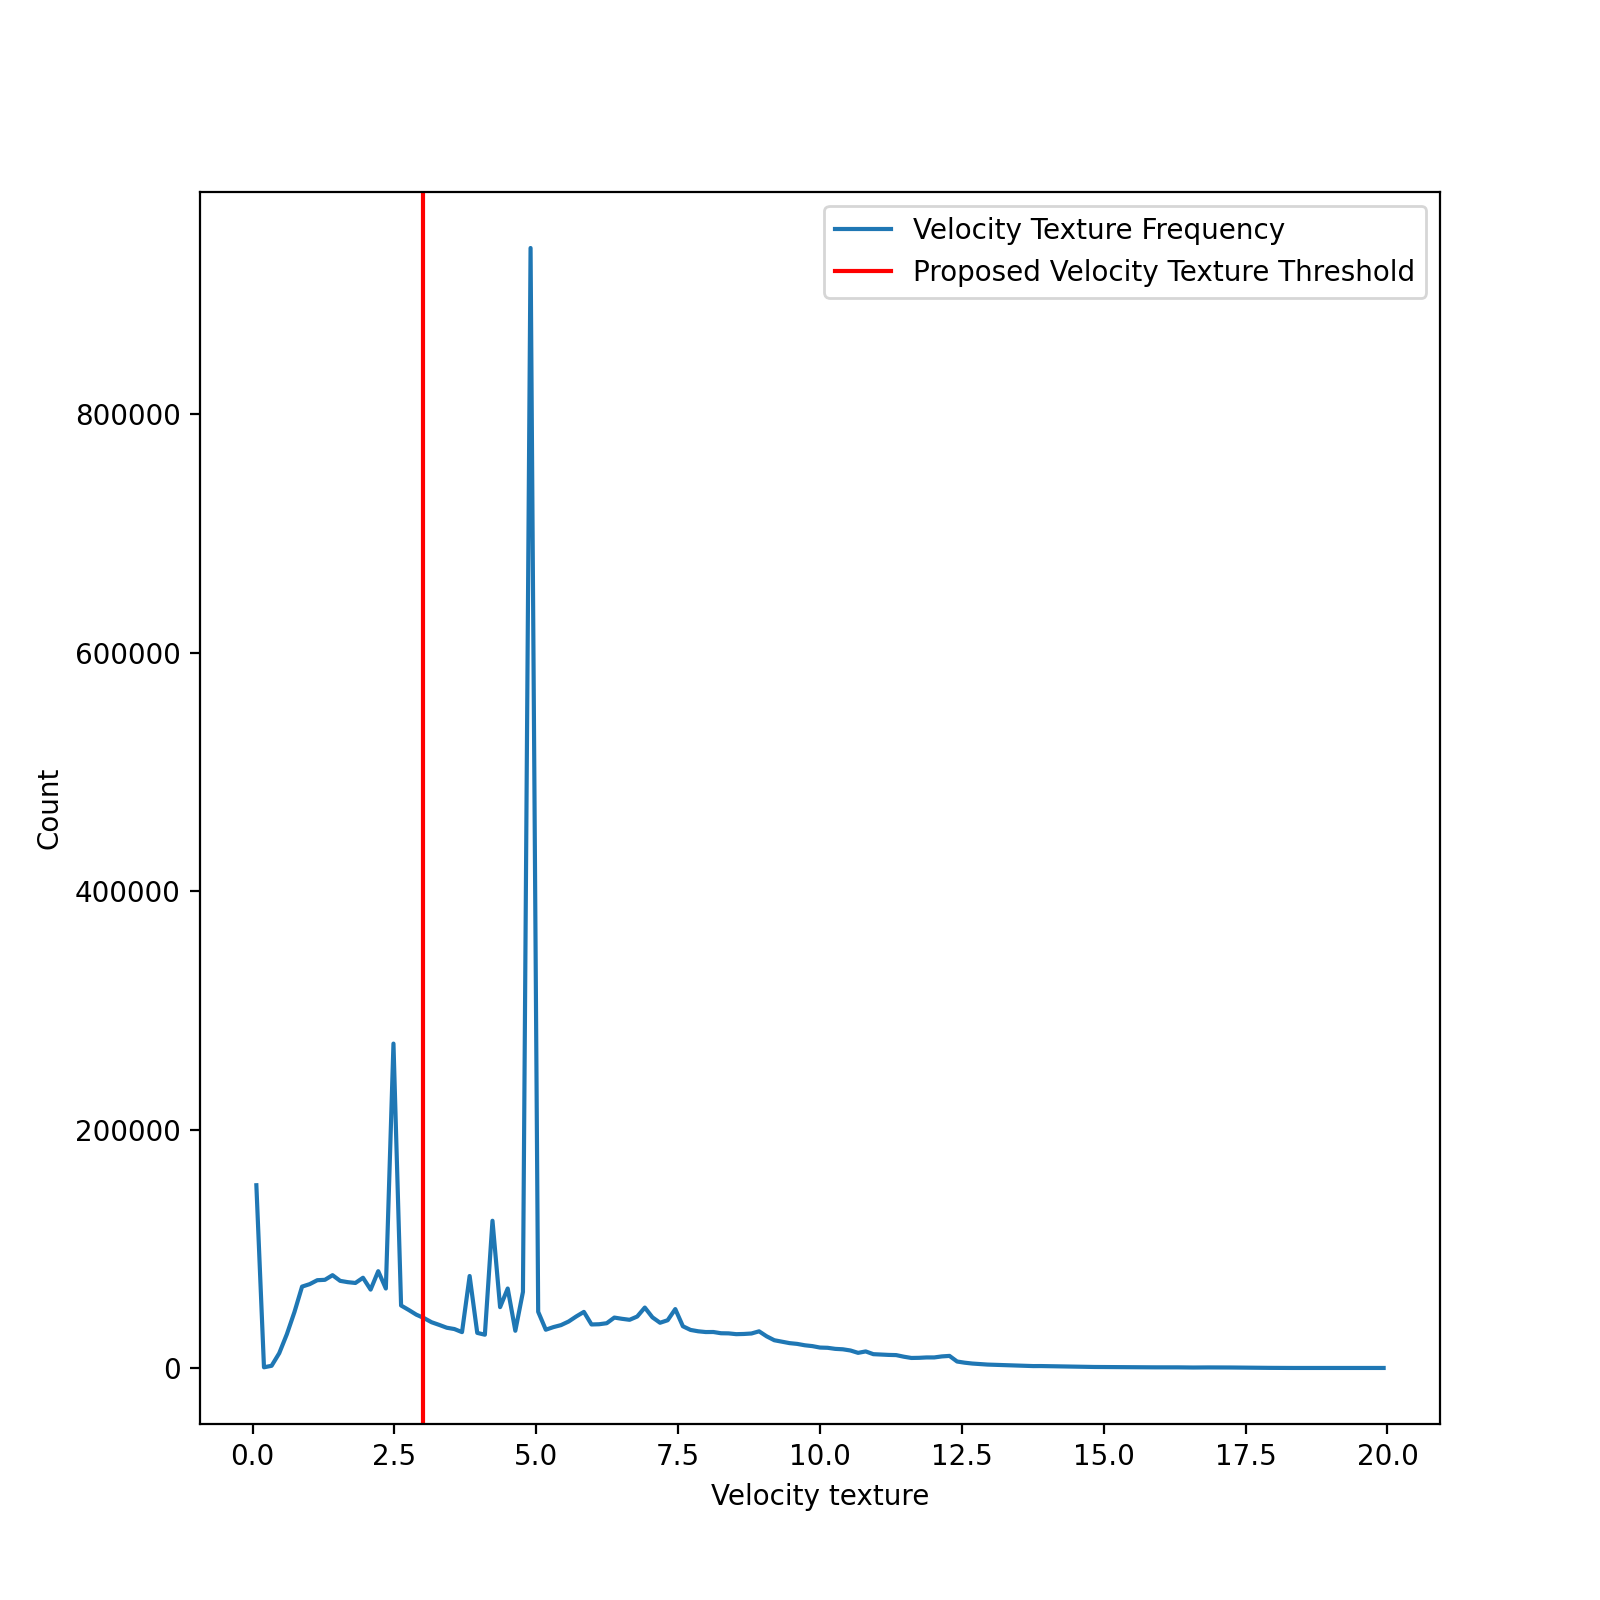 Velocity Texture Frequency
Proposed Velocity Texture Threshold
800000
600000
400000
200000
0
Count
0.0 2.5 5.0 7.5 10.0 12.5 15.0 17.5 20.0
Velocity texture